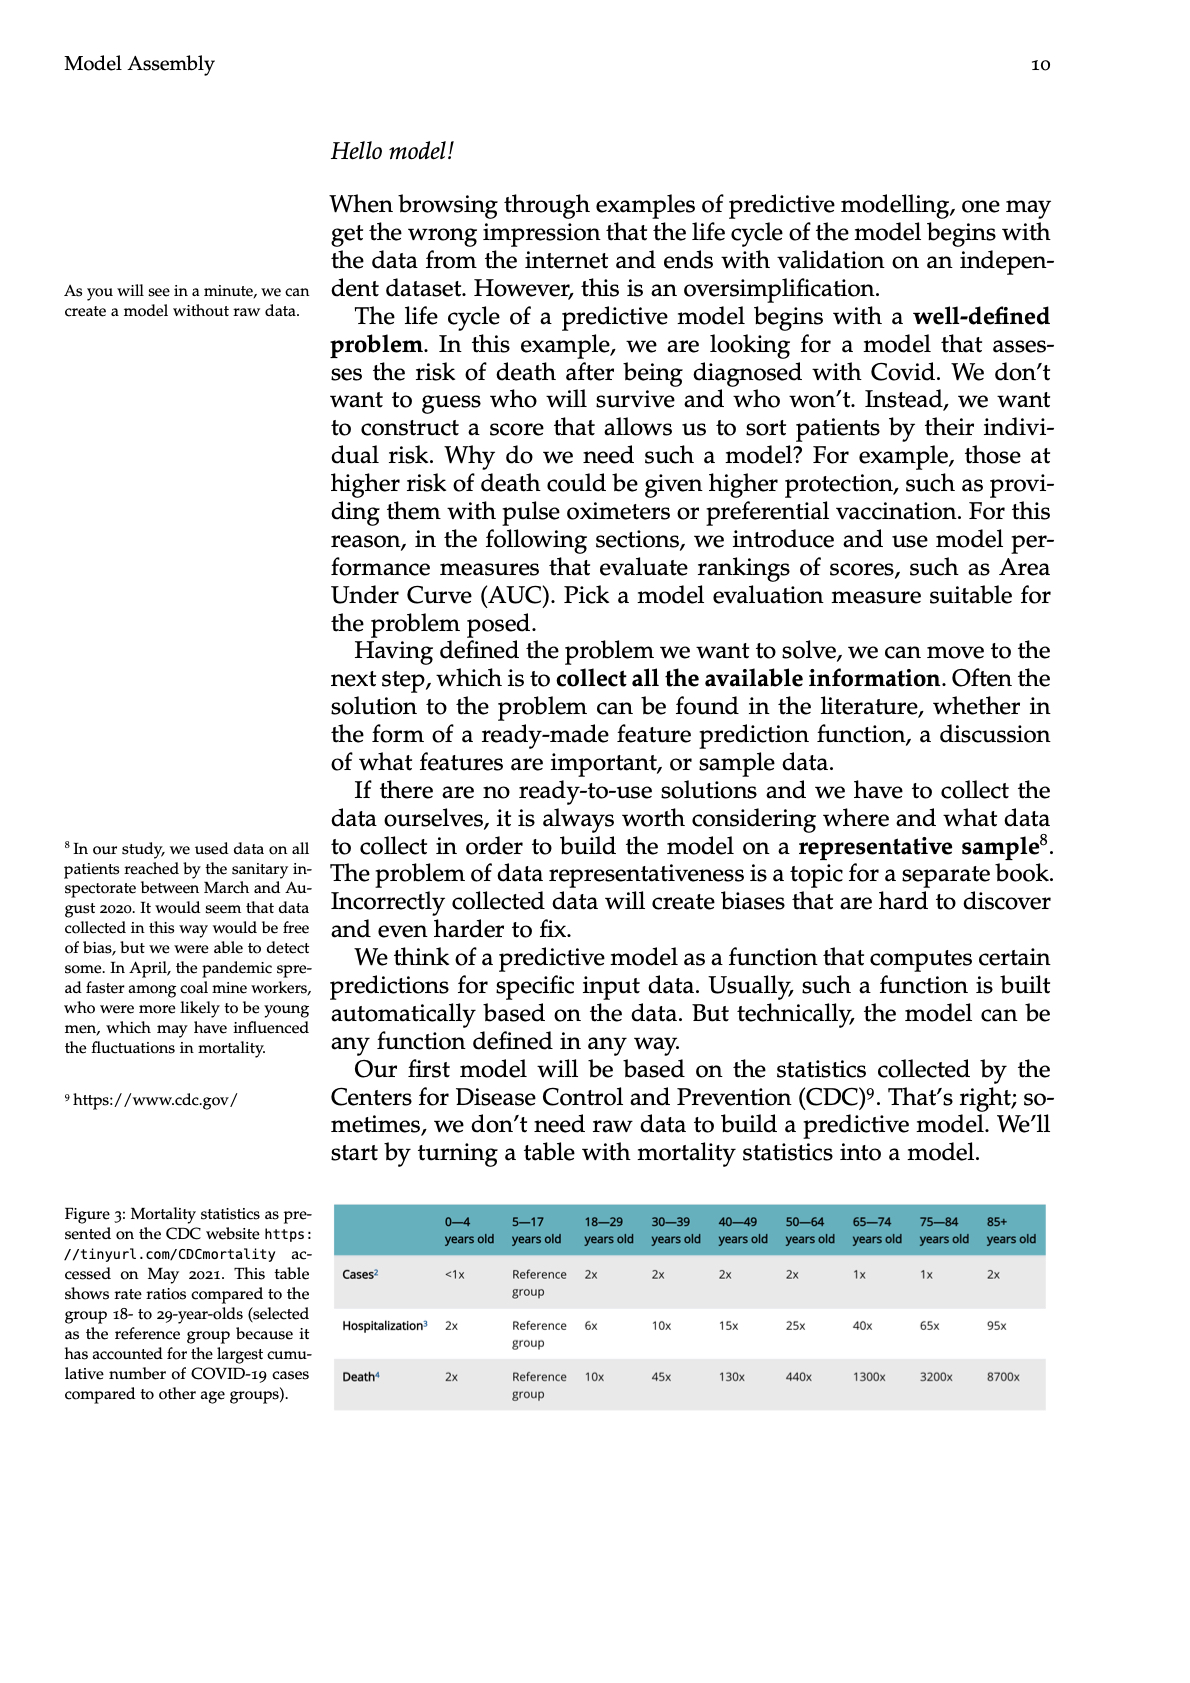 Model Assembly
10
Hello model!
When browsing through examples of predictive modelling, one may
get the wrong impression that the life cycle of the model begins with
the data from the internet and ends with validation on an indepen-
dent dataset. However, this is an oversimplification.
As you will see in a minute, we can
create a model without raw data.
The life cycle of a predictive model begins with a well-defined
problem. In this example, we are looking for a model that asses-
ses the risk of death after being diagnosed with Covid. We don't
want to guess who will survive and who won't. Instead, we want
to construct a score that allows us to sort patients by their indivi-
dual risk. Why do we need such a model? For example, those at
higher risk of death could be given higher protection, such as provi-
ding them with pulse oximeters or preferential vaccination. For this
reason, in the following sections, we introduce and use model per-
formance measures that evaluate rankings of scores, such as Area
Under Curve (AUC). Pick a model evaluation measure suitable for
the problem posed.
Having defined the problem we want to solve, we can move to the
next step, which is to collect all the available information. Often the
solution to the problem can be found in the literature, whether in
the form of a ready-made feature prediction function, a discussion
of what features are important, or sample data.
If there are no ready-to-use solutions and we have to collect the
data ourselves, it is always worth considering where and what data
to collect in order to build the model on a representative sample⁸.
The problem of data representativeness is a topic for a separate book.
Incorrectly collected data will create biases that are hard to discover
and even harder to fix.
⁸ In our study, we used data on all
patients reached by the sanitary in-
spectorate between March and Au-
gust 2020. It would seem that data
collected in this way would be free
of bias, but we were able to detect
some. In April, the pandemic spre-
ad faster among coal mine workers,
who were more likely to be young
men, which may have influenced
the fluctuations in mortality.
We think of a predictive model as a function that computes certain
predictions for specific input data. Usually, such a function is built
automatically based on the data. But technically, the model can be
any function defined in any way.
Our first model will be based on the statistics collected by the
Centers for Disease Control and Prevention (CDC)⁹. That's right; so-
metimes, we don't need raw data to build a predictive model. We'll
start by turning a table with mortality statistics into a model.
⁹ https://www.cdc.gov/
Figure 3: Mortality statistics as pre-
sented on the CDC website https:
//tinyurl.com/CDCmortality ac-
cessed on May 2021. This table
shows rate ratios compared to the
group 18- to 29-year-olds (selected
as the reference group because it
has accounted for the largest cumu-
lative number of COVID-19 cases
compared to other age groups).
0—4 5—17 18—29 30—39 40—49 50—64 65—74 75—84 85+
years old years old years old years old years old years old years old years old years old
Cases² <1x Reference 2x 2x 2x 2x 1x 1x 2x
group
Hospitalization³ 2x Reference 6x 10x 15x 25x 40x 65x 95x
group
Death⁴ 2x Reference 10x 45x 130x 440x 1300x 3200x 8700x
group